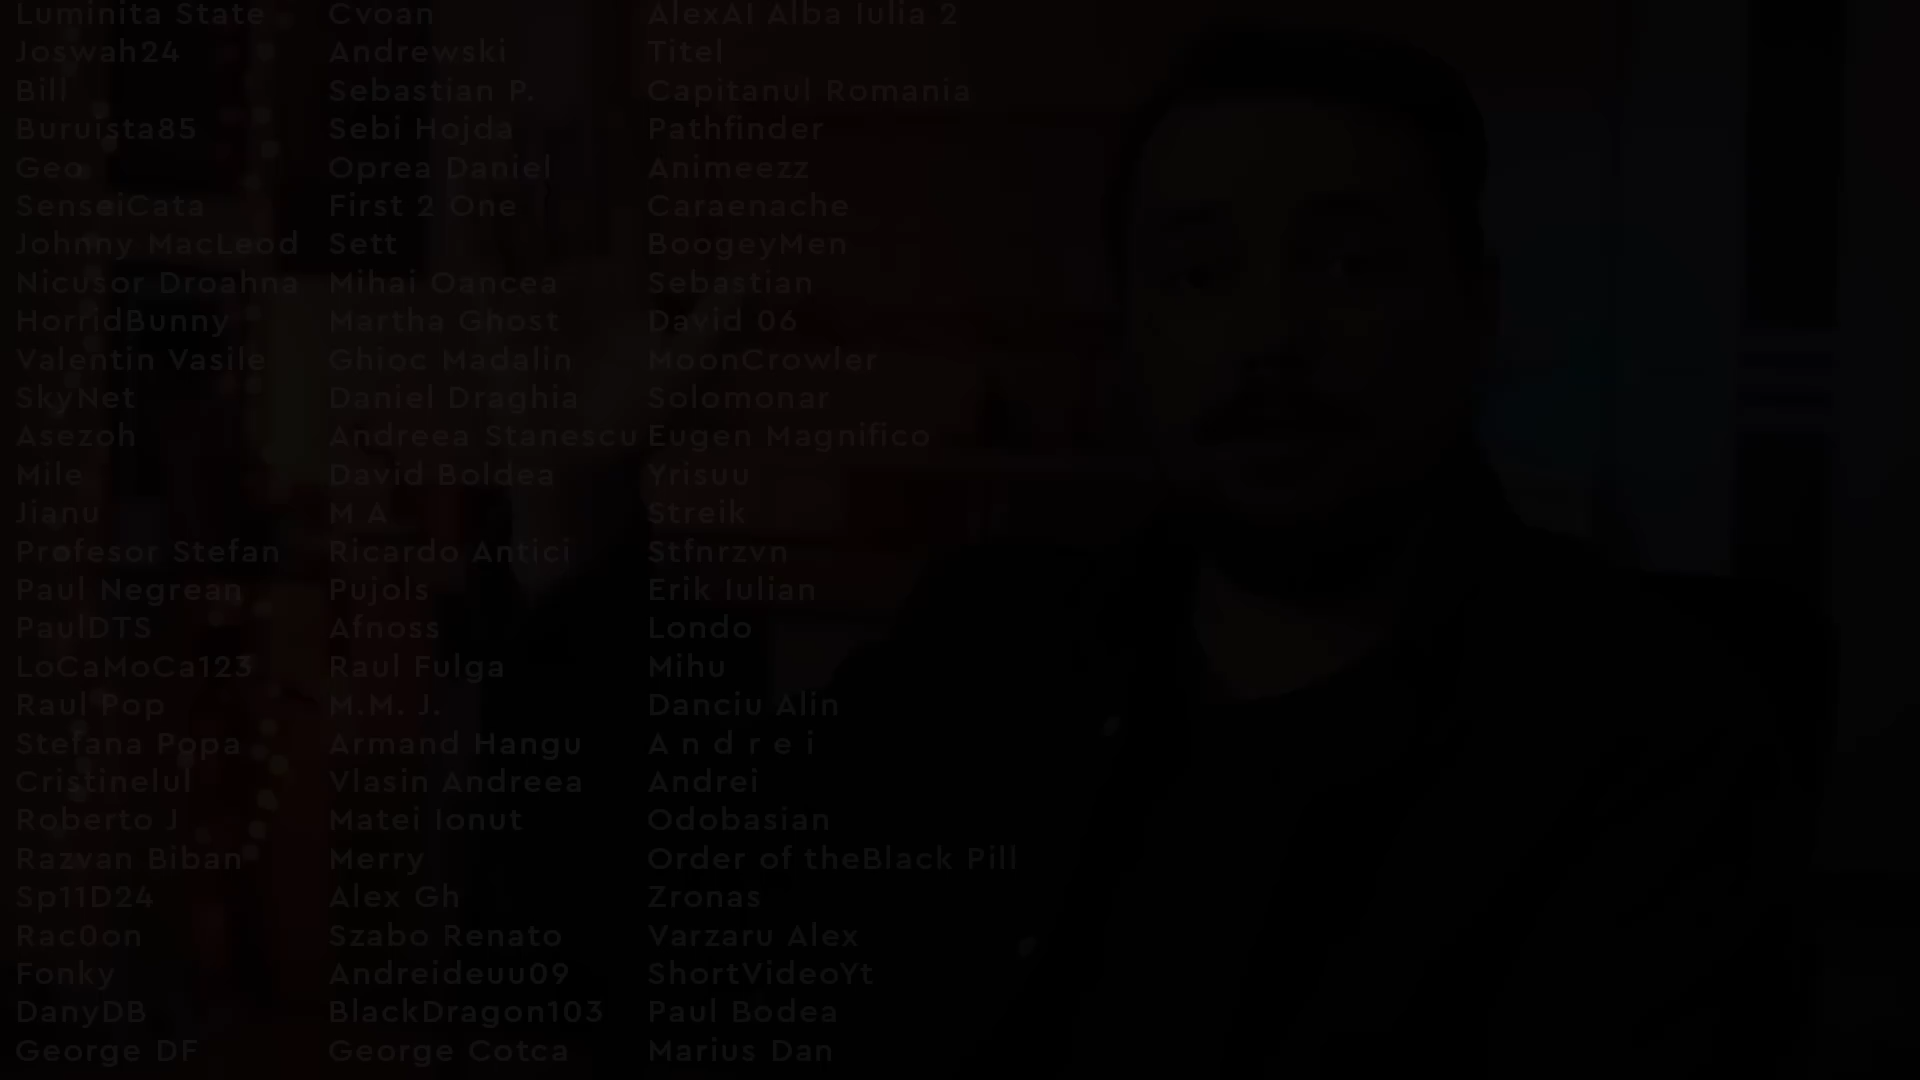 Luminita State
Joswah24
Bill
Buruista85
Geo
SenseiCata
Johnny MacLeod
Nicusor Droahna
HorridBunny
Valentin Vasile
SkyNet
Asezoh
Mile
Jianu
Profesor Stefan
Paul Negrean
PaulDTS
LoCaMoCa123
Raul Pop
Stefana Popa
Cristinelul
Roberto J
Razvan Biban
Sp11D24
Rac0on
Fonky
DanyDB
George DF
Cvoan
Andrewski
Sebastian P.
Sebi Hojda
Oprea Daniel
First 2 One
Sett
Mihai Oancea
Martha Ghost
Ghioc Madalin
Daniel Draghia
Andreea Stanescu
David Boldea
M A
Ricardo Antici
Pujols
Afnoss
Raul Fulga
M.M. J.
Armand Hangu
Vlasin Andreea
Matei Ionut
Merry
Alex Gh
Szabo Renato
Andreideuu09
BlackDragon103
George Cotca
AlexAI Alba Iulia 2
Titel
Capitanul Romania
Pathfinder
Animeezz
Caraenache
BoogeyMen
Sebastian
David 06
MoonCrowler
Solomonar
Eugen Magnifico
Yrisuu
Streik
Stfnrzvn
Erik Iulian
Londo
Mihu
Danciu Alin
A n d r e i
Andrei
Odobasian
Order of theBlack Pill
Zronas
Varzaru Alex
ShortVideoYt
Paul Bodea
Marius Dan